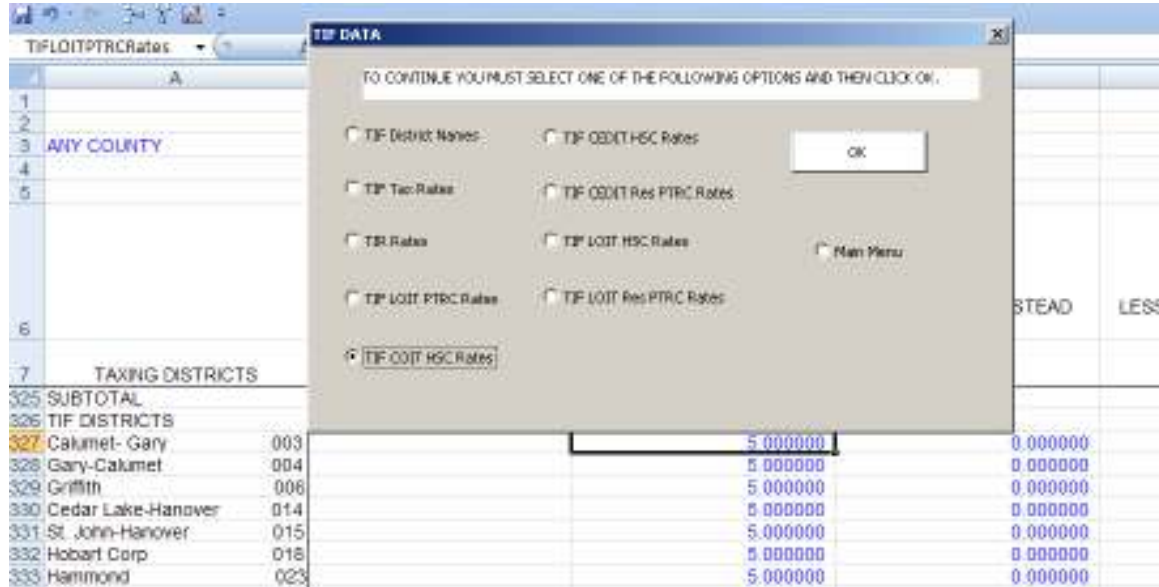 TIFLOITPTRCRates
TIF DATA
TO CONTINUE YOU MUST SELECT ONE OF THE FOLLOWING OPTIONS AND THEN CLICK OK.
TIF District Names
TIF CEDIT HSC Rates
OK
TIF Tax Rates
TIF CEDIT Res PTRC Rates
TIR Rates
TIF LOIT HSC Rates
Main Menu
TIF LOIT PTRC Rates
TIF LOIT Res PTRC Rates
TIF COIT HSC Rates
A
1
2
3 ANY COUNTY
4
5
6 STEAD LESS
7 TAXING DISTRICTS
325 SUBTOTAL
326 TIF DISTRICTS
327 Calumet- Gary 003 5.000000 0.000000
328 Gary-Calumet 004 5.000000 0.000000
329 Griffith 006 5.000000 0.000000
330 Cedar Lake-Hanover 014 5.000000 0.000000
331 St. John-Hanover 015 5.000000 0.000000
332 Hobart Corp 018 5.000000 0.000000
333 Hammond 023 5.000000 0.000000